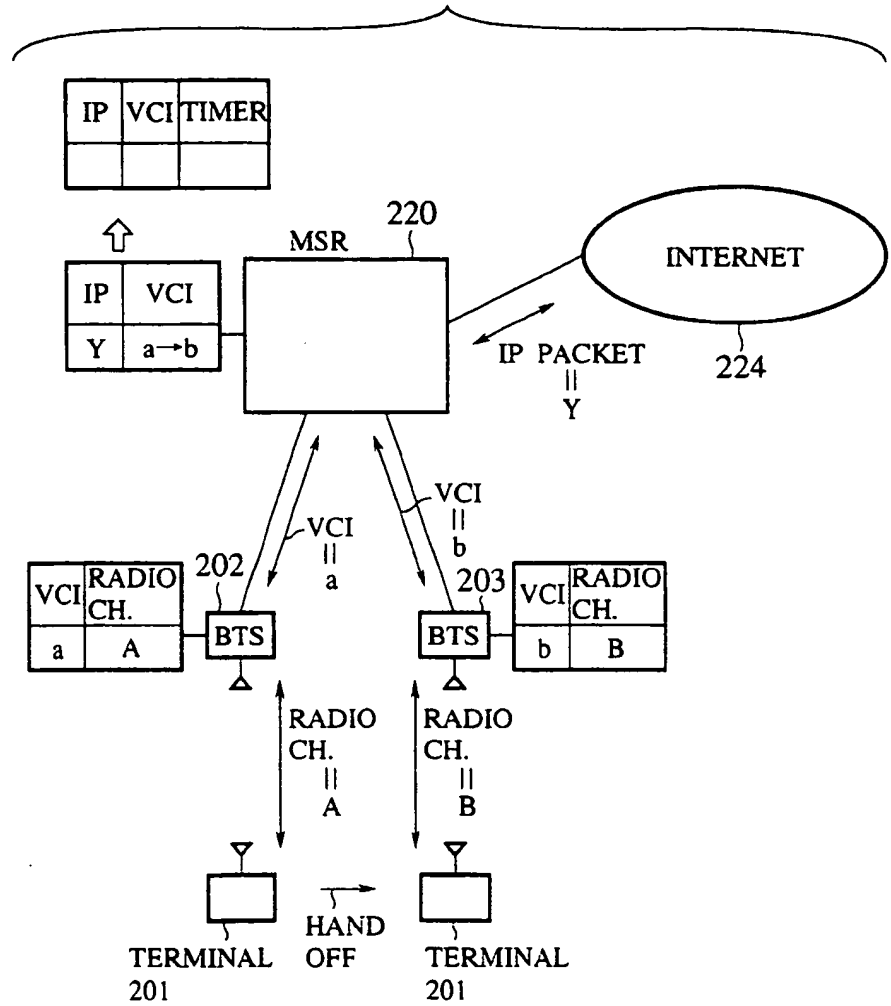 IP VCI TIMER
MSR
220
INTERNET
224
IP VCI
Y a→b
IP PACKET
||
Y
VCI
||
a
VCI
||
b
202
203
VCI RADIO CH.
a A
BTS
BTS
VCI RADIO CH.
b B
RADIO
CH.
||
A
RADIO
CH.
||
B
HAND
OFF
TERMINAL
201
TERMINAL
201